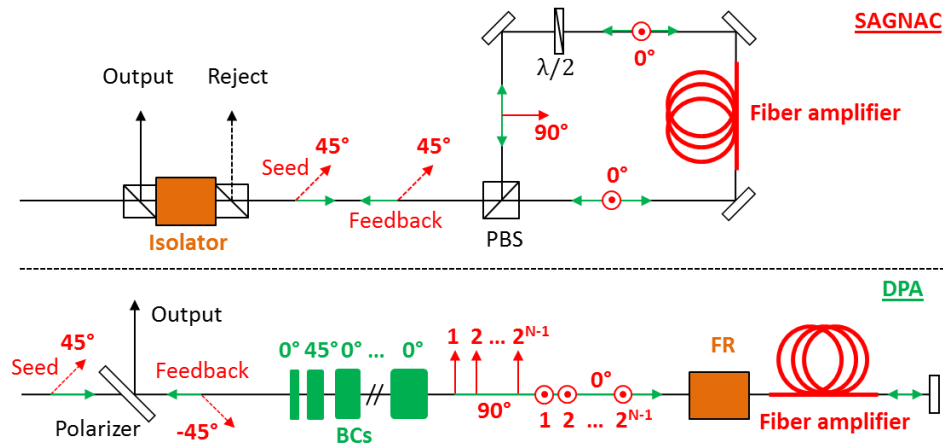 SAGNAC
Output
Reject
λ/2
0°
45°
45°
90°
Fiber amplifier
Seed
0°
Feedback
Isolator
PBS
DPA
Output
45°
Seed
Feedback
0° 45° 0° ... 0°
1 2 ... 2^N-1
FR
0°
90°
1 2 ... 2^N-1
Polarizer
-45°
BCs
Fiber amplifier